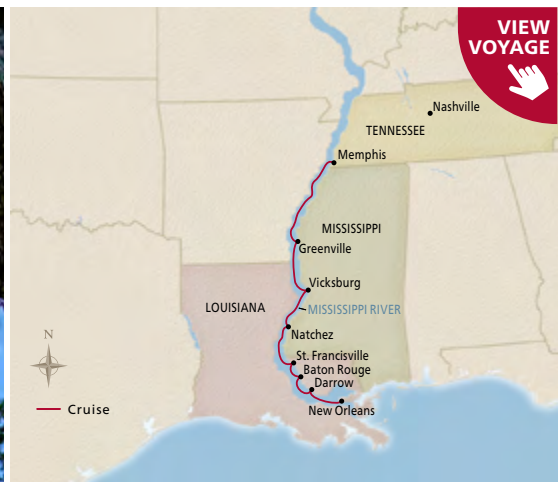 VIEW
VOYAGE
Nashville
TENNESSEE
Memphis
MISSISSIPPI
Greenville
Vicksburg
LOUISIANA
MISSISSIPPI RIVER
Natchez
N
St. Francisville
Baton Rouge
Darrow
Cruise
New Orleans